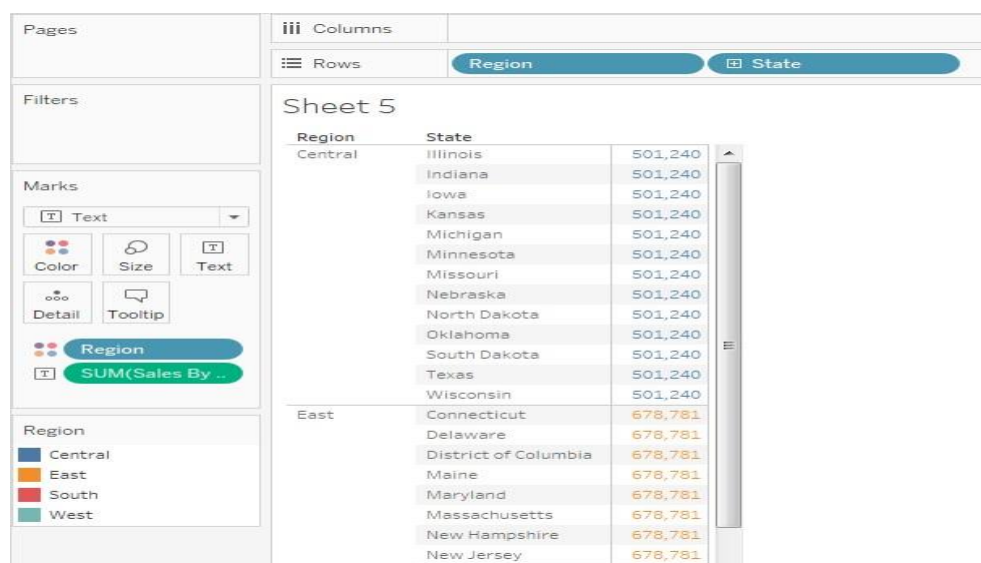 Pages
iii Columns
Rows Region State
Filters
Sheet 5
Region State
Central Illinois 501,240
Indiana 501,240
Iowa 501,240
Kansas 501,240
Michigan 501,240
Minnesota 501,240
Missouri 501,240
Nebraska 501,240
North Dakota 501,240
Oklahoma 501,240
South Dakota 501,240
Texas 501,240
Wisconsin 501,240
East Connecticut 678,781
Delaware 678,781
District of Columbia 678,781
Maine 678,781
Maryland 678,781
Massachusetts 678,781
New Hampshire 678,781
New Jersey 678,781
Marks
T Text
Color Size T Text
Detail Tooltip
Region
T SUM(Sales By ..
Region
Central
East
South
West